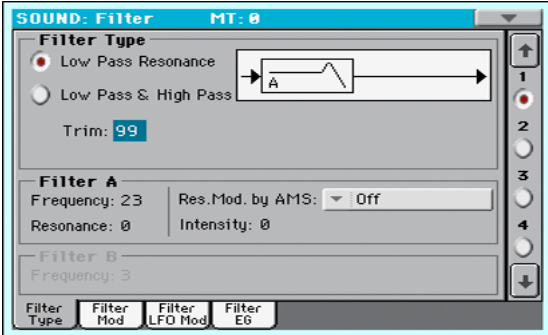 SOUND: Filter MT: 0
Filter Type
Low Pass Resonance
A
Low Pass & High Pass
Trim: 99
1
2
3
4
Filter A
Frequency: 23
Res.Mod. by AMS: Off
Resonance: 0
Intensity: 0
Filter B
Frequency: 3
Filter Type
Filter Mod
Filter LFO Mod
Filter EG